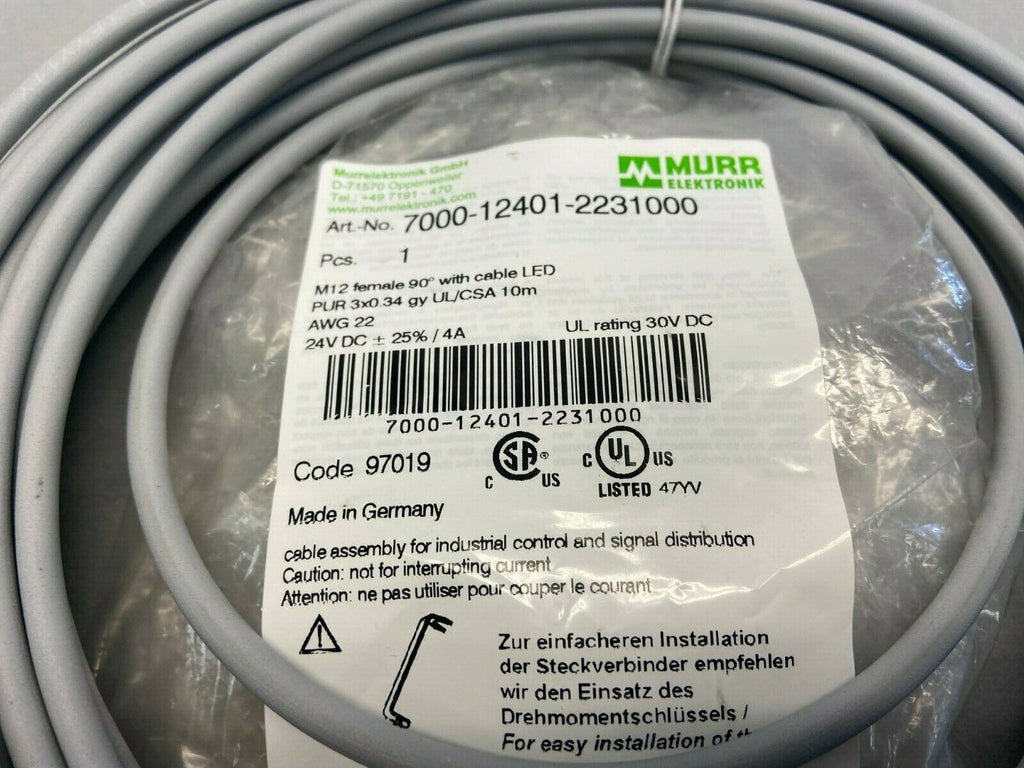 Murrelektronik GmbH
D-71570 Oppenweiler
Tel.: +49 7191 - 470
www.murrelektronik.com
MURR
ELEKTRONIK
Art.-No. 7000-12401-2231000
Pcs. 1
M12 female 90° with cable LED
PUR 3x0.34 gy UL/CSA 10m
AWG 22
24V DC ± 25% / 4A UL rating 30V DC
7000-12401-2231000
Code 97019
C SA ® US
C UL US
LISTED 47YV
Made in Germany
cable assembly for industrial control and signal distribution
Caution: not for interrupting current
Attention: ne pas utiliser pour couper le courant
Zur einfacheren Installation
der Steckverbinder empfehlen
wir den Einsatz des
Drehmomentschlüssels /
For easy installation of